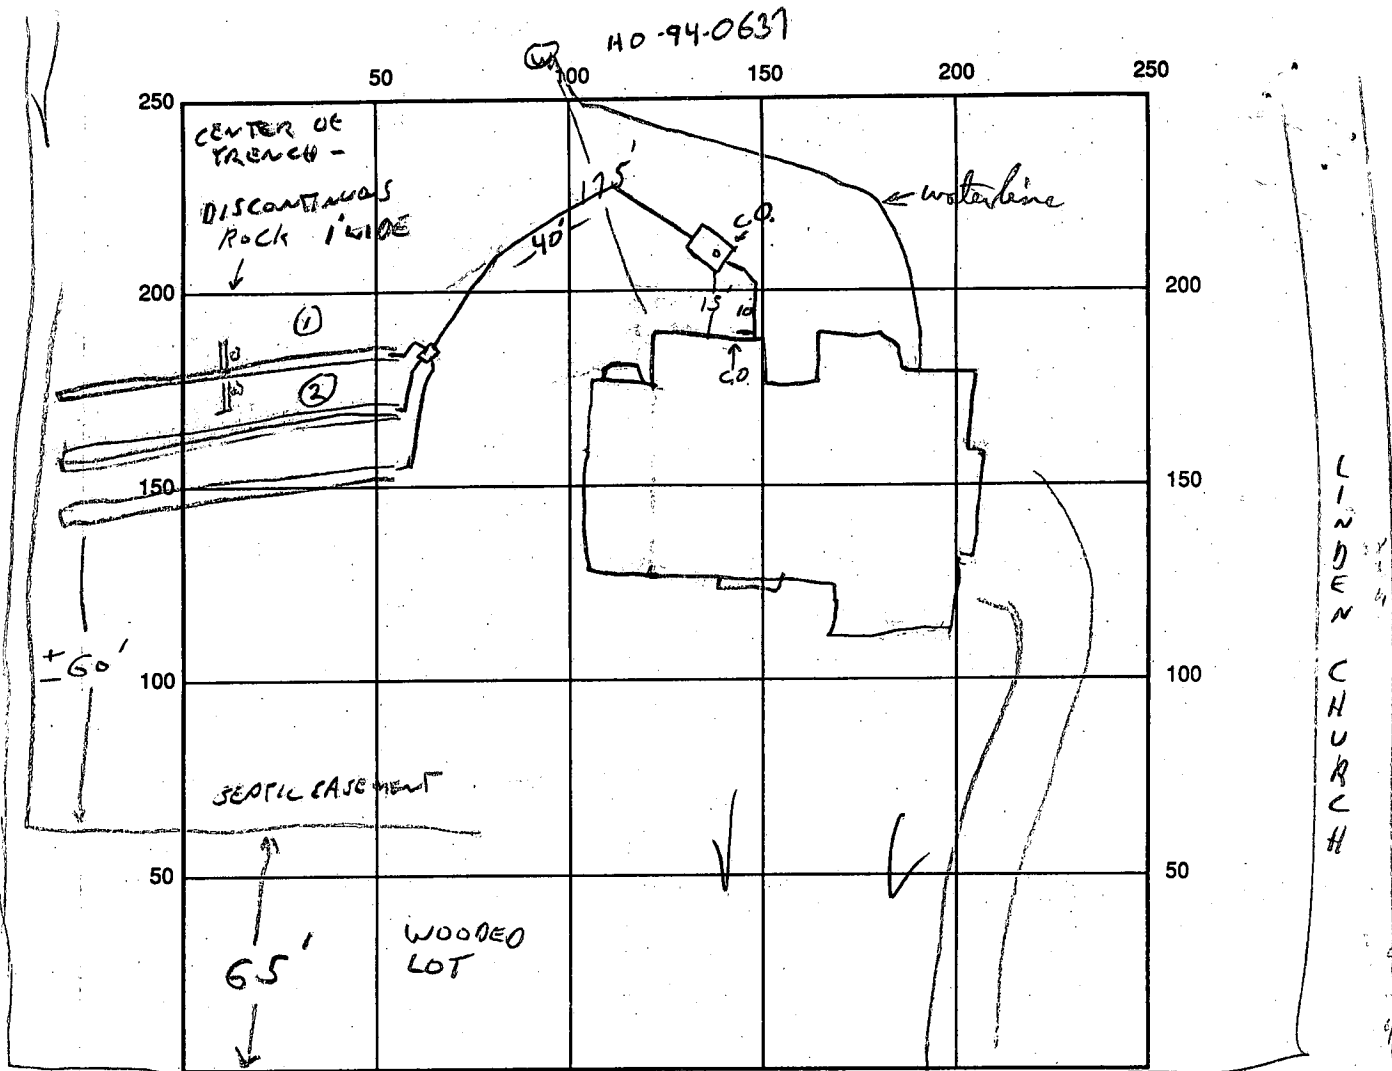 HO-94-0637
W
50 100 150 200 250
250
CENTER OF
TRENCH -
DISCONTINUOUS
ROCK 1' WIDE
175'
40'
C.O.
waterline
200 200
15' 10
C.O.
1
2
150 150
± 60'
100 100
SEPTIC EASEMENT
50 50
65'
WOODED
LOT
LINDEN CHURCH